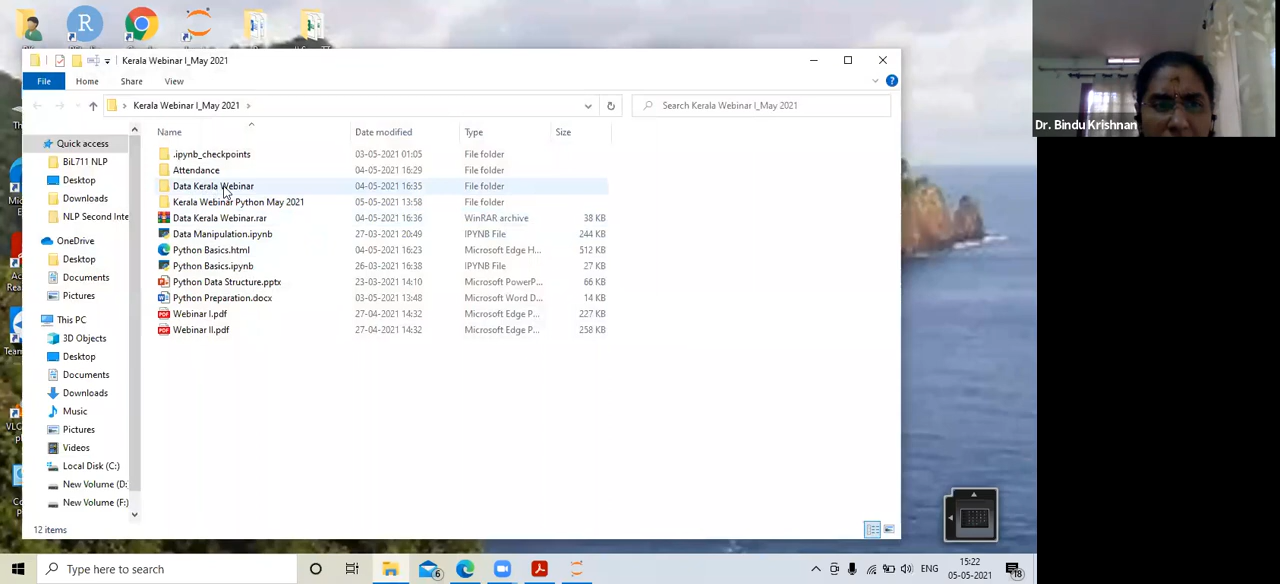 Kerala Webinar I_May 2021
File Home Share View
Kerala Webinar I_May 2021
Search Kerala Webinar I_May 2021
Dr. Bindu Krishnan
Name Date modified Type Size
Quick access
BiL711 NLP
Desktop
Downloads
NLP Second Inte
OneDrive
Desktop
Documents
Pictures
This PC
3D Objects
Desktop
Documents
Downloads
Music
Pictures
Videos
Local Disk (C:)
New Volume (D:
New Volume (F:)
.ipynb_checkpoints 03-05-2021 01:05 File folder
Attendance 04-05-2021 16:29 File folder
Data Kerala Webinar 04-05-2021 16:35 File folder
Kerala Webinar Python May 2021 05-05-2021 13:58 File folder
Data Kerala Webinar.rar 04-05-2021 16:36 WinRAR archive 38 KB
Data Manipulation.ipynb 27-03-2021 20:49 IPYNB File 244 KB
Python Basics.html 04-05-2021 16:23 Microsoft Edge H... 512 KB
Python Basics.ipynb 26-03-2021 16:38 IPYNB File 27 KB
Python Data Structure.pptx 23-03-2021 14:10 Microsoft PowerP... 66 KB
Python Preparation.docx 03-05-2021 13:48 Microsoft Word D... 14 KB
Webinar I.pdf 27-04-2021 14:32 Microsoft Edge P... 227 KB
Webinar II.pdf 27-04-2021 14:32 Microsoft Edge P... 258 KB
12 items
Type here to search
ENG
15:22
05-05-2021